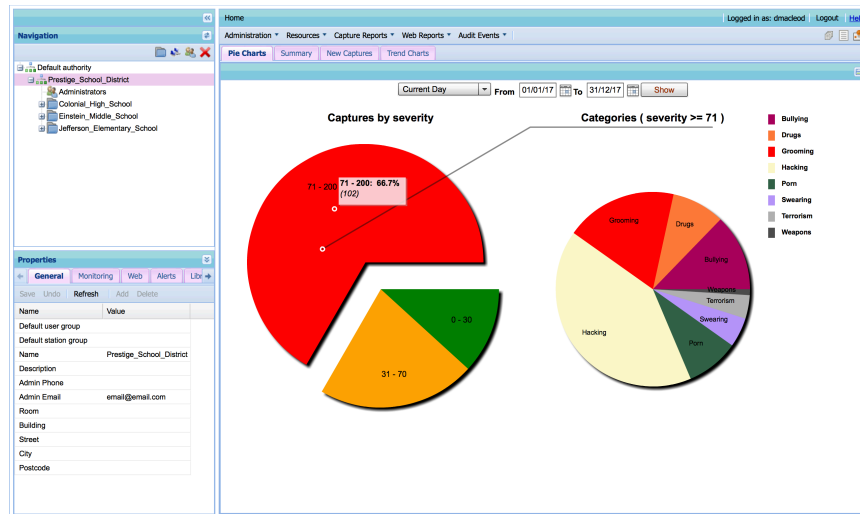 Home
Logged in as: dmacleod
Logout
Navigation
Administration
Resources
Capture Reports
Web Reports
Audit Events
Pie Charts
Summary
New Captures
Trend Charts
Default authority
Prestige_School_District
Administrators
Colonial_High_School
Einstein_Middle_School
Jefferson_Elementary_School
Current Day
From 01/01/17 To 31/12/17 Show
Captures by severity
71 - 200
71 - 200: 66.7%
(102)
0 - 30
31 - 70
Categories ( severity >= 71 )
Grooming
Drugs
Bullying
Weapons
Terrorism
Swearing
Porn
Hacking
Bullying
Drugs
Grooming
Hacking
Porn
Swearing
Terrorism
Weapons
Properties
General
Monitoring
Web
Alerts
Save Undo Refresh Add Delete
Name Value
Default user group
Default station group
Name Prestige_School_District
Description
Admin Phone
Admin Email email@email.com
Room
Building
Street
City
Postcode